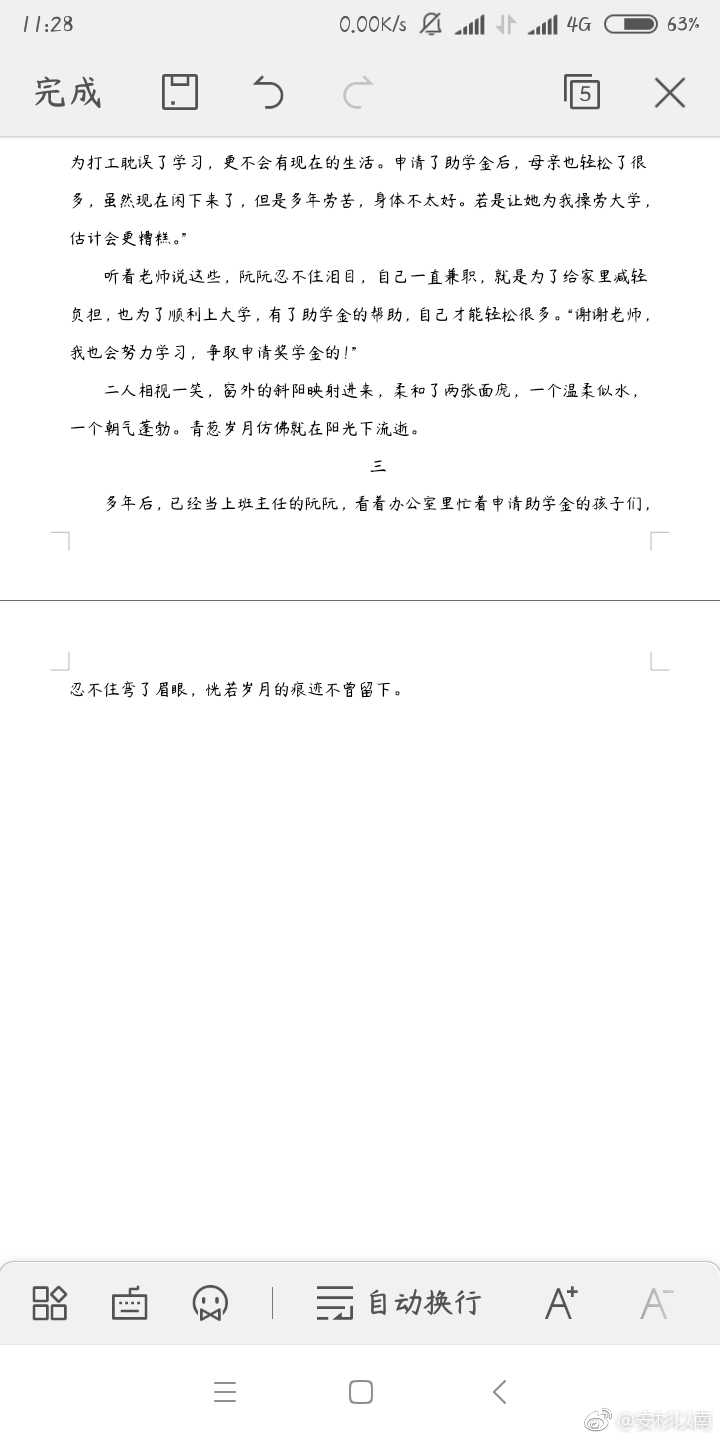 11:28 0.00K/s 4G 63%
完成 5
为打工耽误了学习，更不会有现在的生活。申请了助学金后，母亲也轻松了很
多，虽然现在闲下来了，但是多年劳苦，身体不太好。若是让她为我操劳大学，
估计会更糟糕。”
听着老师说这些，阮阮忍不住泪目，自己一直兼职，就是为了给家里减轻
负担，也为了顺利上大学，有了助学金的帮助，自己才能轻松很多。“谢谢老师，
我也会努力学习，争取申请奖学金的！”
二人相视一笑，窗外的斜阳映射进来，柔和了两张面庞，一个温柔似水，
一个朝气蓬勃。青葱岁月仿佛就在阳光下流逝。
三
多年后，已经当上班主任的阮阮，看着办公室里忙着申请助学金的孩子们，
忍不住弯了眉眼，恍若岁月的痕迹不曾留下。
自动换行 A+ A-
@安杉以南